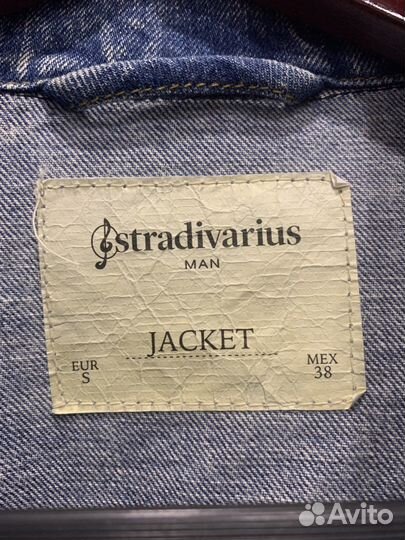 stradivarius
MAN
JACKET
EUR
S
MEX
38
Avito